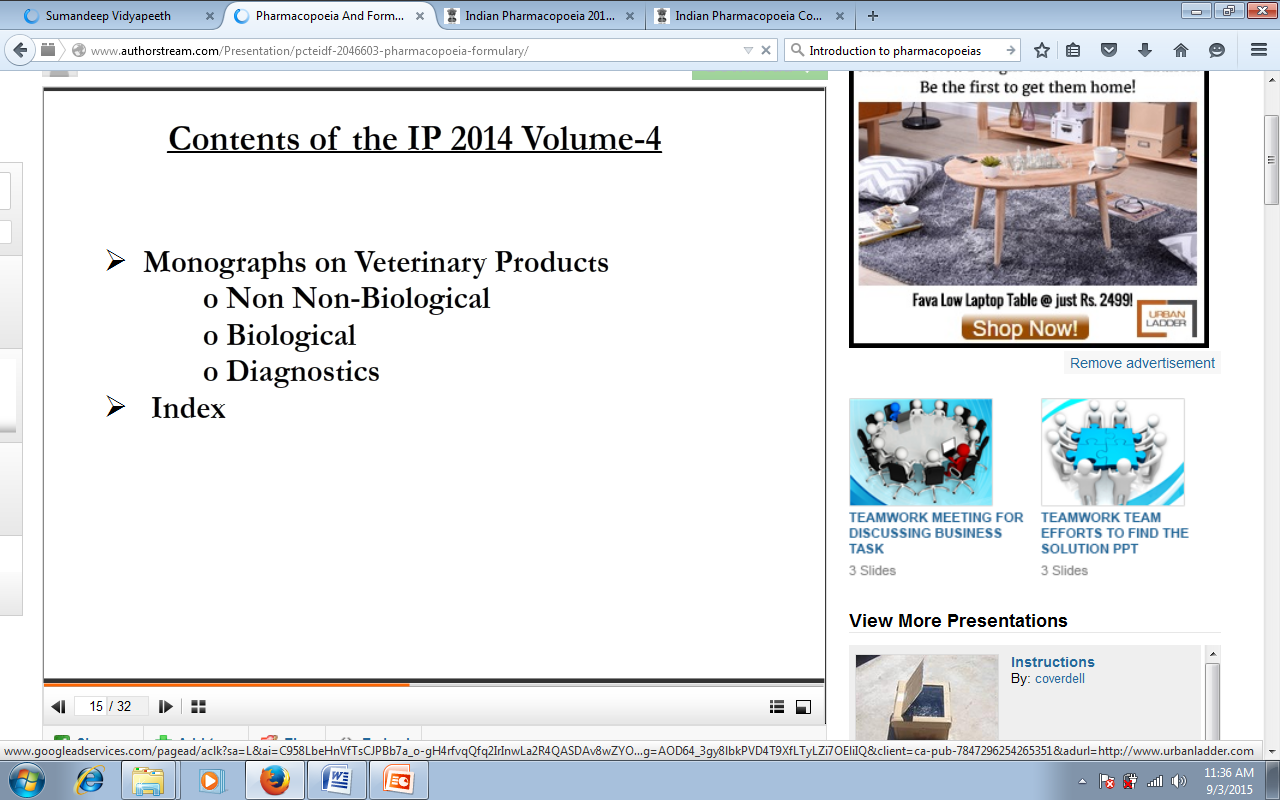 Sumandeep Vidyapeeth
Pharmacopoeia And Form...
Indian Pharmacopoeia 201...
Indian Pharmacopoeia Co...
www.authorstream.com/Presentation/pcteidf-2046603-pharmacopoeia-formulary/
Introduction to pharmacopoeias
Contents of the IP 2014 Volume-4
➢ Monographs on Veterinary Products
o Non Non-Biological
o Biological
o Diagnostics
➢ Index
15 / 32
Be the first to get them home!
Fava Low Laptop Table @ just Rs. 2499!
Shop Now!
URBAN
LADDER
Remove advertisement
TEAMWORK MEETING FOR
DISCUSSING BUSINESS
TASK
3 Slides
TEAMWORK TEAM
EFFORTS TO FIND THE
SOLUTION PPT
3 Slides
View More Presentations
Instructions
By: coverdell
www.googleadservices.com/pagead/aclk?sa=L&ai=C958LbeHnVfTsCJPBb7a_o-gH4rfvqQfq2IrInwLa2R4QASDAv8wZYO...g=AOD64_3gy8IbkPVD4T9XfLTyLZi7OEliIQ&client=ca-pub-7847296254265351&adurl=http://www.urbanladder.com
11:36 AM
9/3/2015